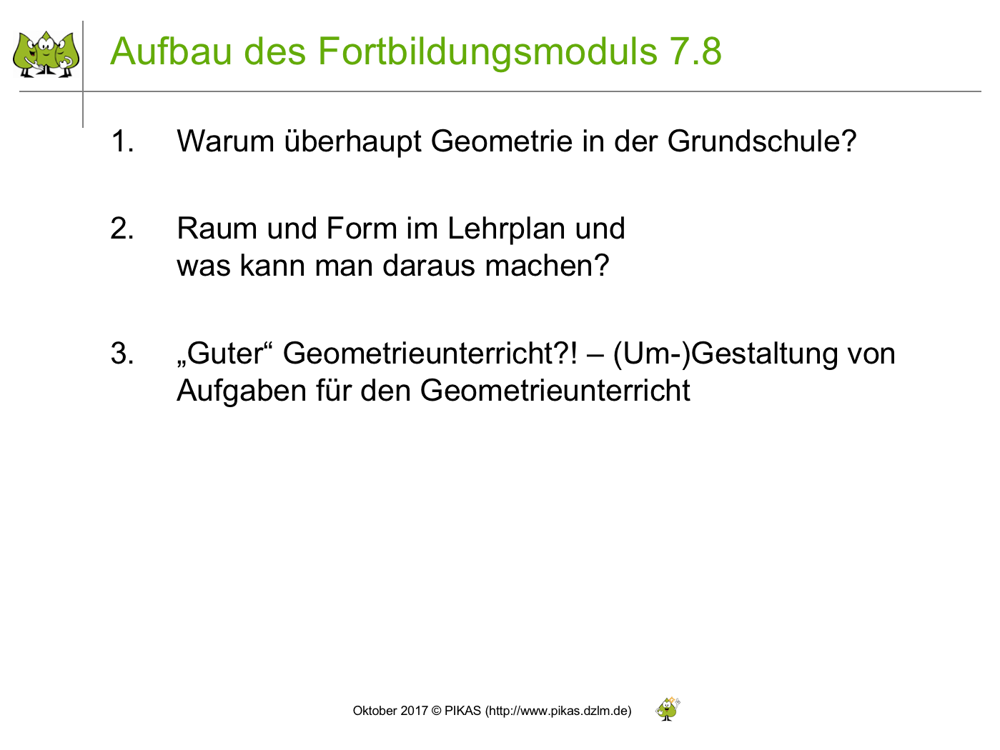 Aufbau des Fortbildungsmoduls 7.8
1. Warum überhaupt Geometrie in der Grundschule?
2. Raum und Form im Lehrplan und
was kann man daraus machen?
3. „Guter“ Geometrieunterricht?! – (Um-)Gestaltung von
Aufgaben für den Geometrieunterricht
Oktober 2017 © PIKAS (http://www.pikas.dzlm.de)